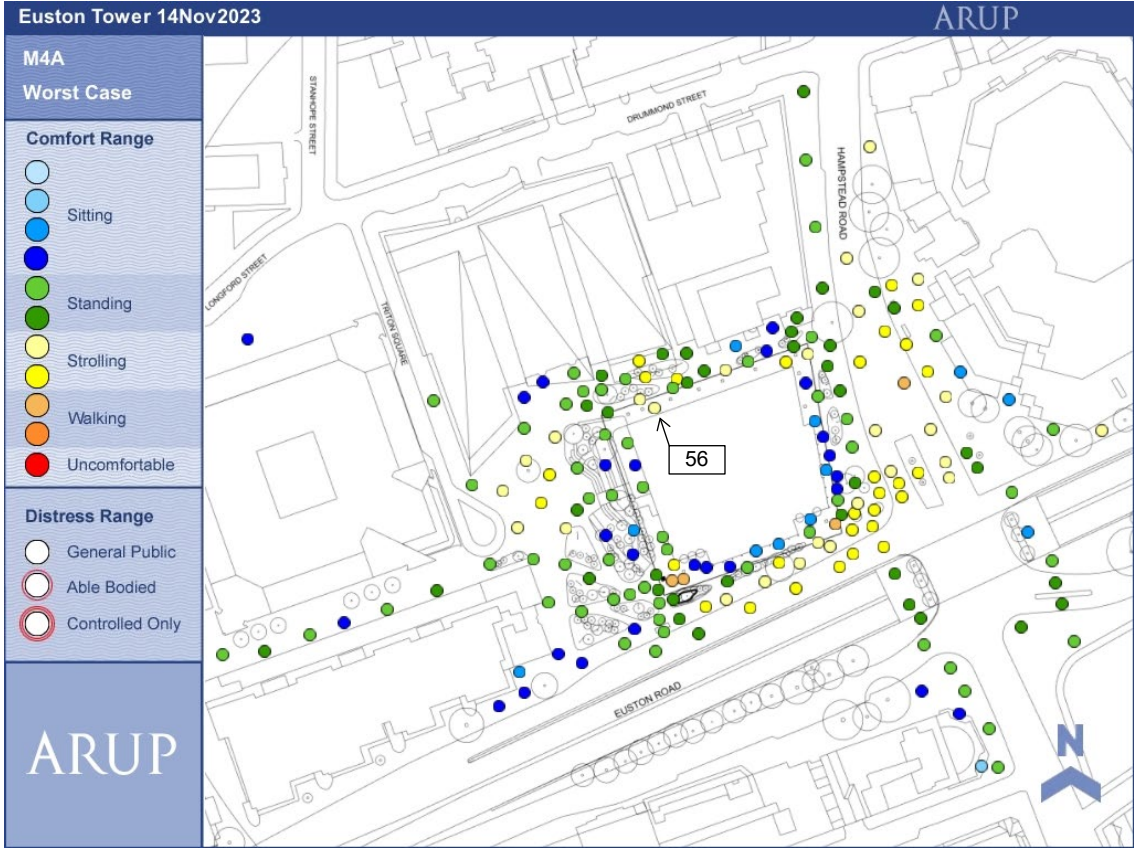 Euston Tower 14Nov2023
ARUP
M4A
Worst Case
Comfort Range
Sitting
Standing
Strolling
Walking
Uncomfortable
Distress Range
General Public
Able Bodied
Controlled Only
ARUP
STANHOPE STREET
DRUMMOND STREET
HAMPSTEAD ROAD
LONGFORD STREET
TRITON SQUARE
56
EUSTON ROAD
N